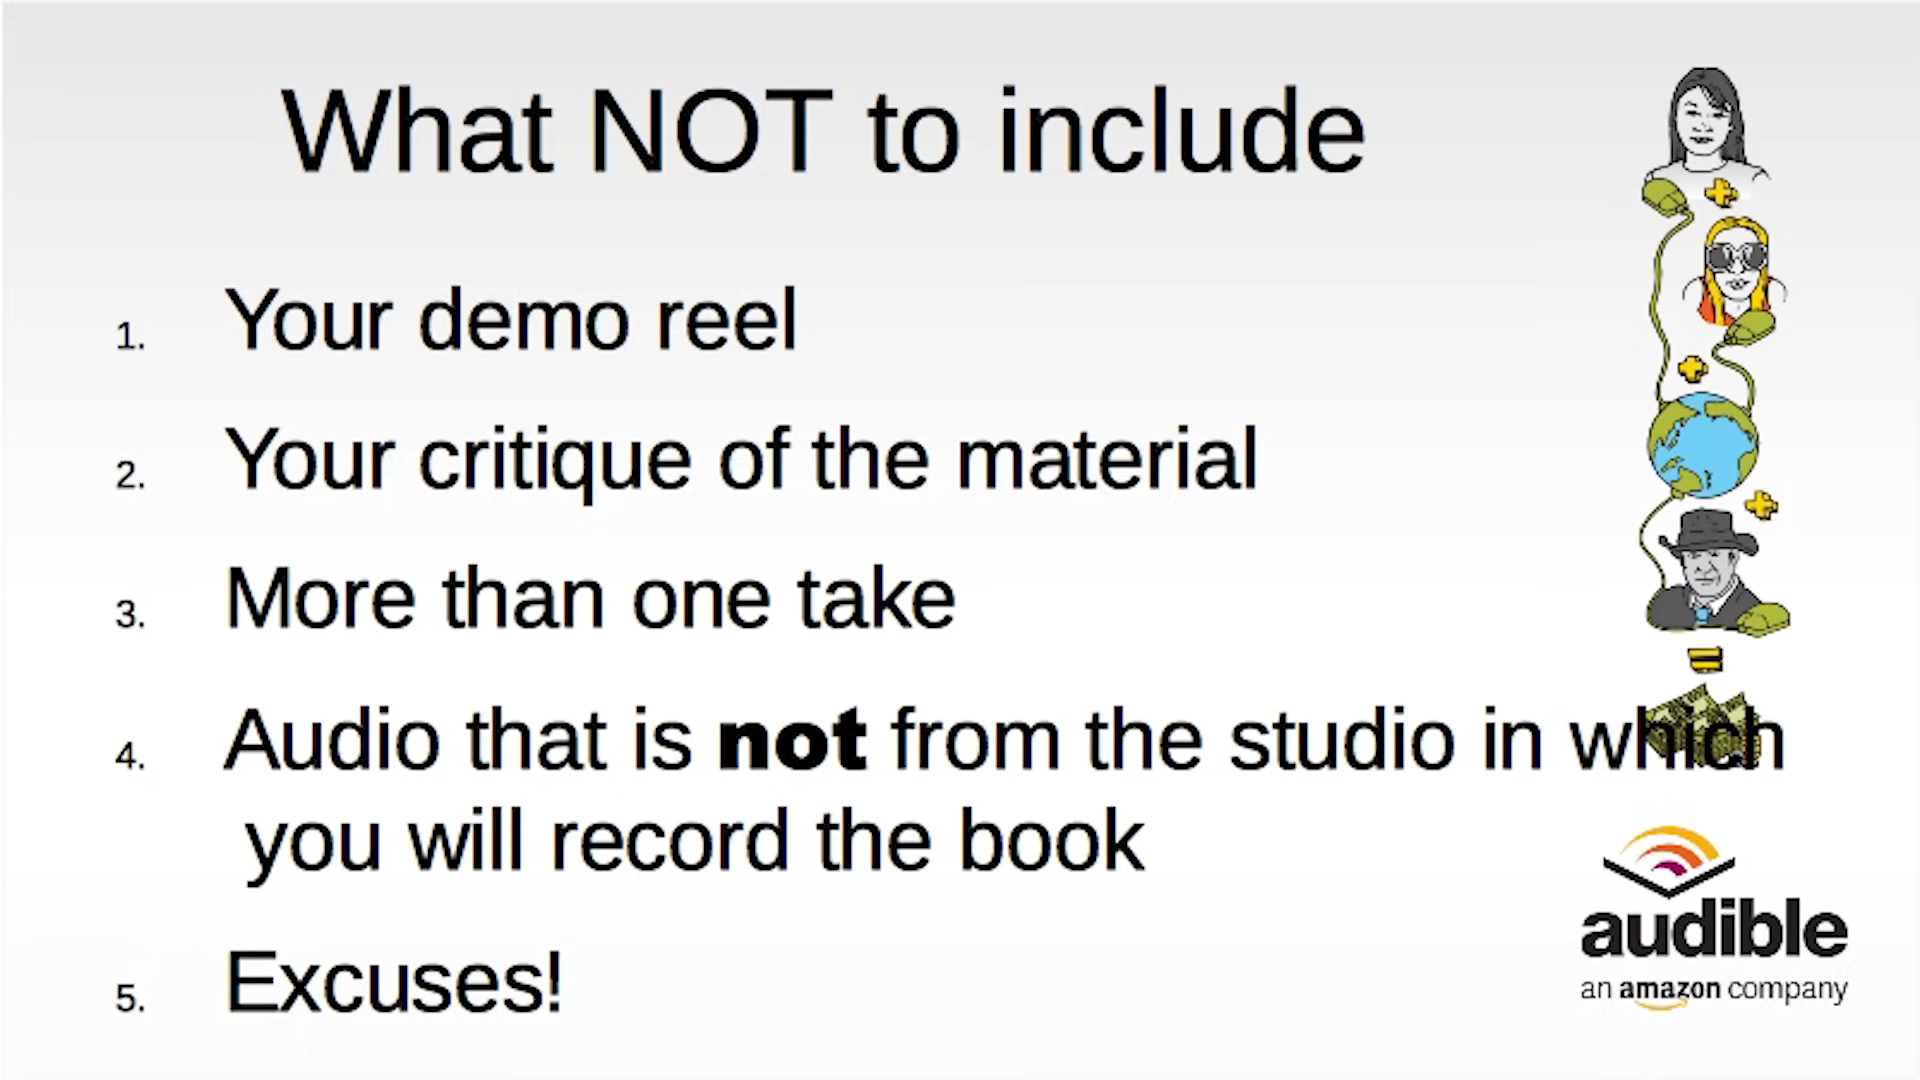 What NOT to include
1. Your demo reel
2. Your critique of the material
3. More than one take
4. Audio that is not from the studio in which
you will record the book
5. Excuses!
audible
an amazon company